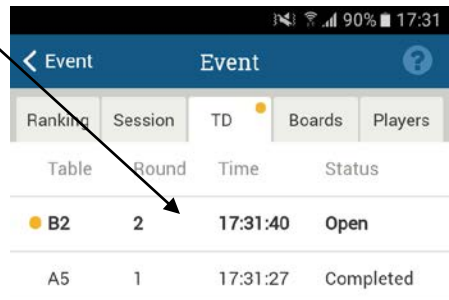 90% 17:31
Event Event ?
Ranking Session TD Boards Players
Table Round Time Status
B2 2 17:31:40 Open
A5 1 17:31:27 Completed